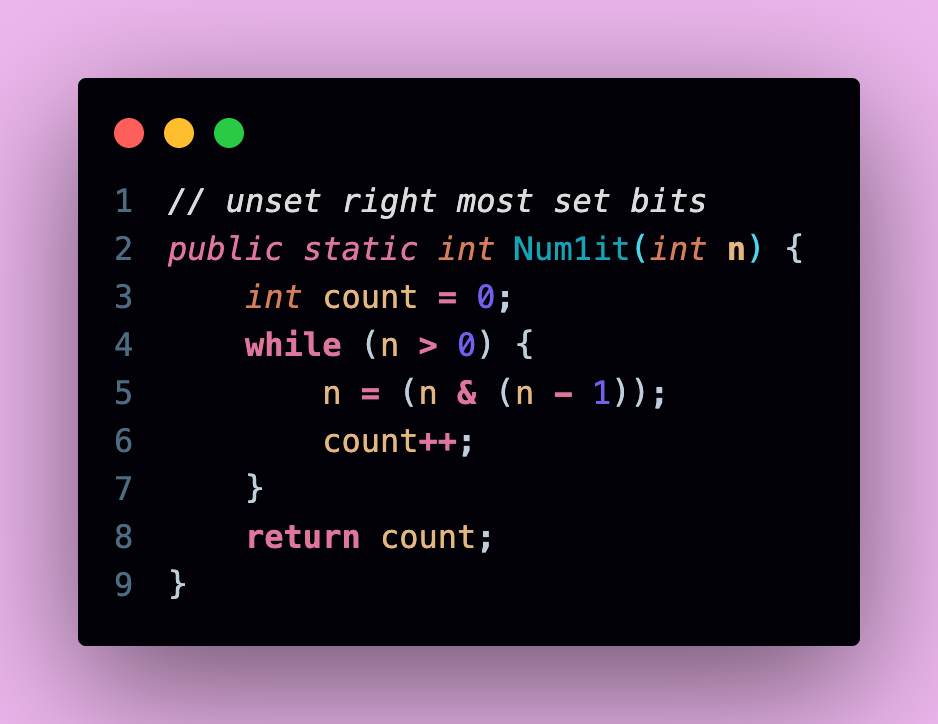 1 // unset right most set bits
2 public static int Num1it(int n) {
3     int count = 0;
4     while (n > 0) {
5         n = (n & (n - 1));
6         count++;
7     }
8     return count;
9 }